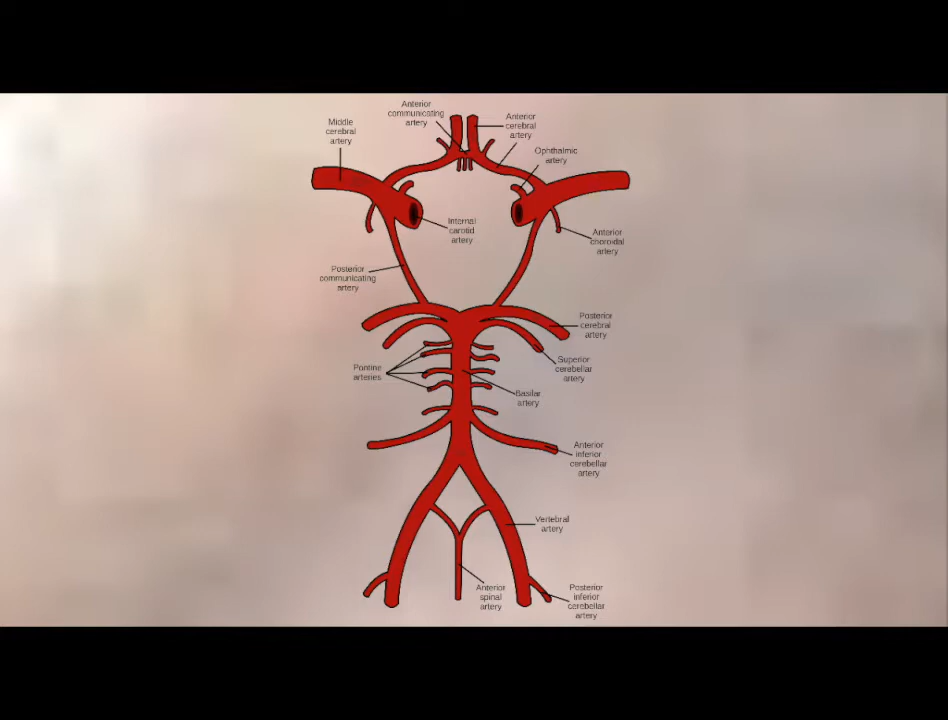 Anterior
communicating
artery
Middle
cerebral
artery
Anterior
cerebral
artery
Ophthalmic
artery
Internal
carotid
artery
Anterior
choroidal
artery
Posterior
communicating
artery
Posterior
cerebral
artery
Superior
cerebellar
artery
Pontine
arteries
Basilar
artery
Anterior
inferior
cerebellar
artery
Vertebral
artery
Anterior
spinal
artery
Posterior
inferior
cerebellar
artery